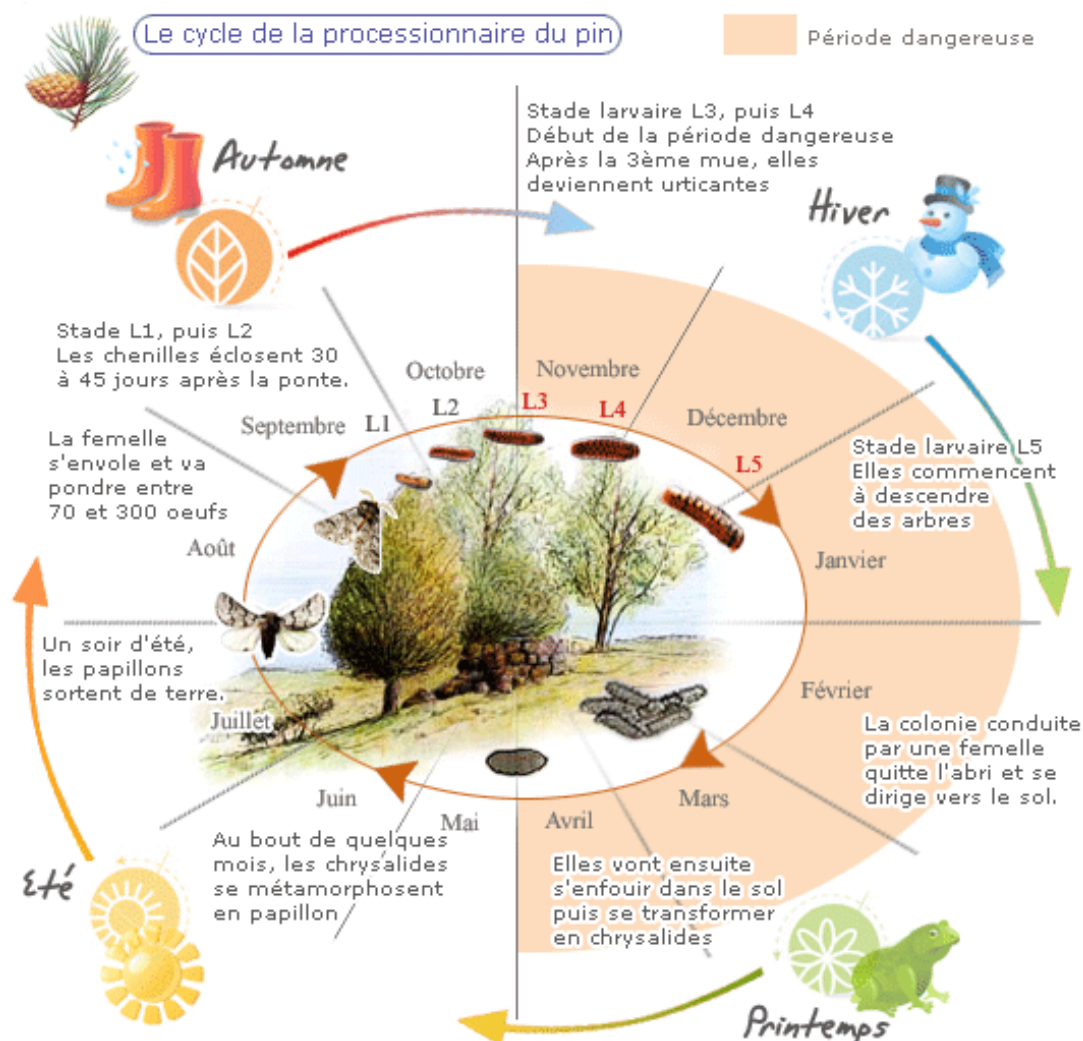 Le cycle de la processionnaire du pin
Période dangereuse
Automne
Stade larvaire L3, puis L4
Début de la période dangereuse
Après la 3ème mue, elles
deviennent urticantes
Hiver
Stade L1, puis L2
Les chenilles éclosent 30
à 45 jours après la ponte.
Octobre
Novembre
L1
L2
L3
L4
Septembre
Décembre
L5
La femelle
s'envole et va
pondre entre
70 et 300 oeufs
Stade larvaire L5
Elles commencent
à descendre
des arbres
Août
Janvier
Un soir d'été,
les papillons
sortent de terre.
Juillet
Février
La colonie conduite
par une femelle
quitte l'abri et se
dirige vers le sol.
Juin
Mai
Avril
Mars
Au bout de quelques
mois, les chrysalides
se métamorphosent
en papillon
Elles vont ensuite
s'enfouir dans le sol
puis se transformer
en chrysalides
Eté
Printemps